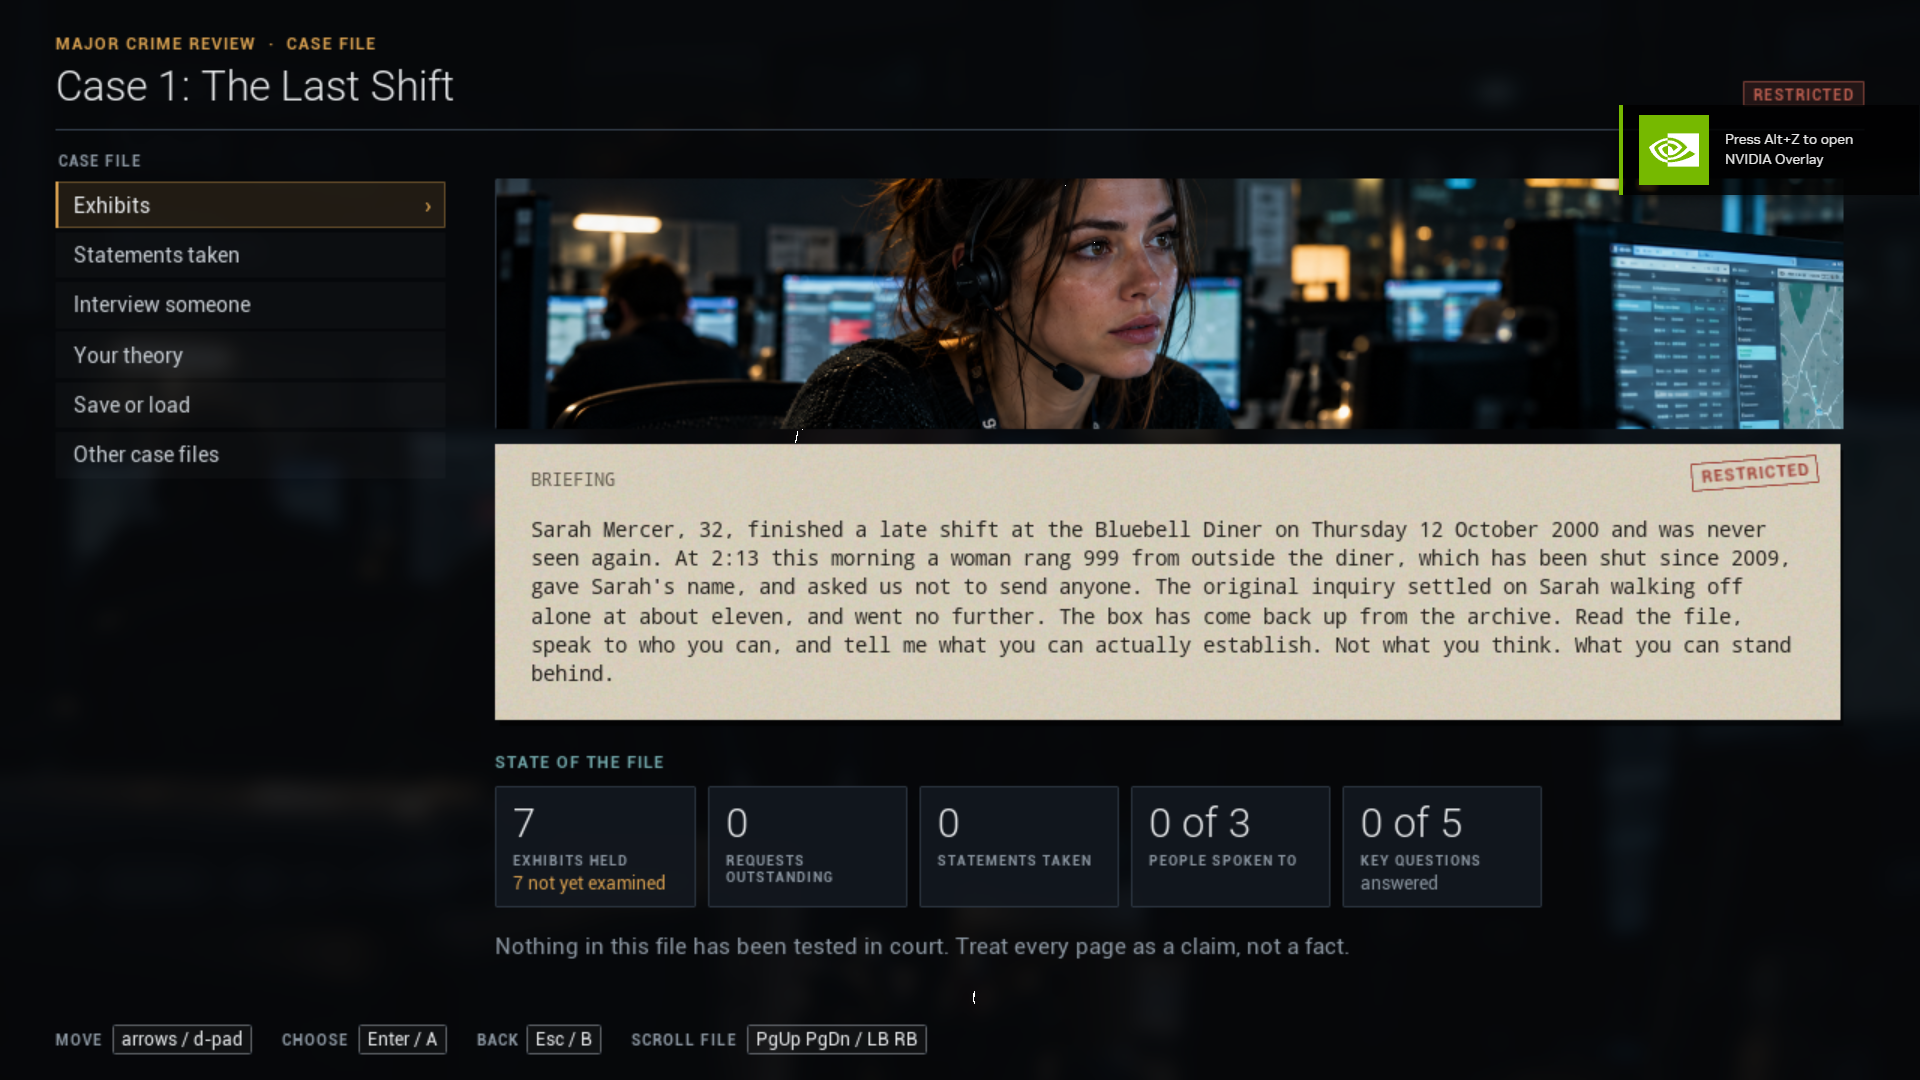 MAJOR CRIME REVIEW · CASE FILE
Case 1: The Last Shift
RESTRICTED
Press Alt+Z to open
NVIDIA Overlay
CASE FILE
Exhibits ›
Statements taken
Interview someone
Your theory
Save or load
Other case files
BRIEFING
RESTRICTED
Sarah Mercer, 32, finished a late shift at the Bluebell Diner on Thursday 12 October 2000 and was never
seen again. At 2:13 this morning a woman rang 999 from outside the diner, which has been shut since 2009,
gave Sarah's name, and asked us not to send anyone. The original inquiry settled on Sarah walking off
alone at about eleven, and went no further. The box has come back up from the archive. Read the file,
speak to who you can, and tell me what you can actually establish. Not what you think. What you can stand
behind.
STATE OF THE FILE
7
EXHIBITS HELD
7 not yet examined
0
REQUESTS
OUTSTANDING
0
STATEMENTS TAKEN
0 of 3
PEOPLE SPOKEN TO
0 of 5
KEY QUESTIONS
answered
Nothing in this file has been tested in court. Treat every page as a claim, not a fact.
MOVE arrows / d-pad CHOOSE Enter / A BACK Esc / B SCROLL FILE PgUp PgDn / LB RB